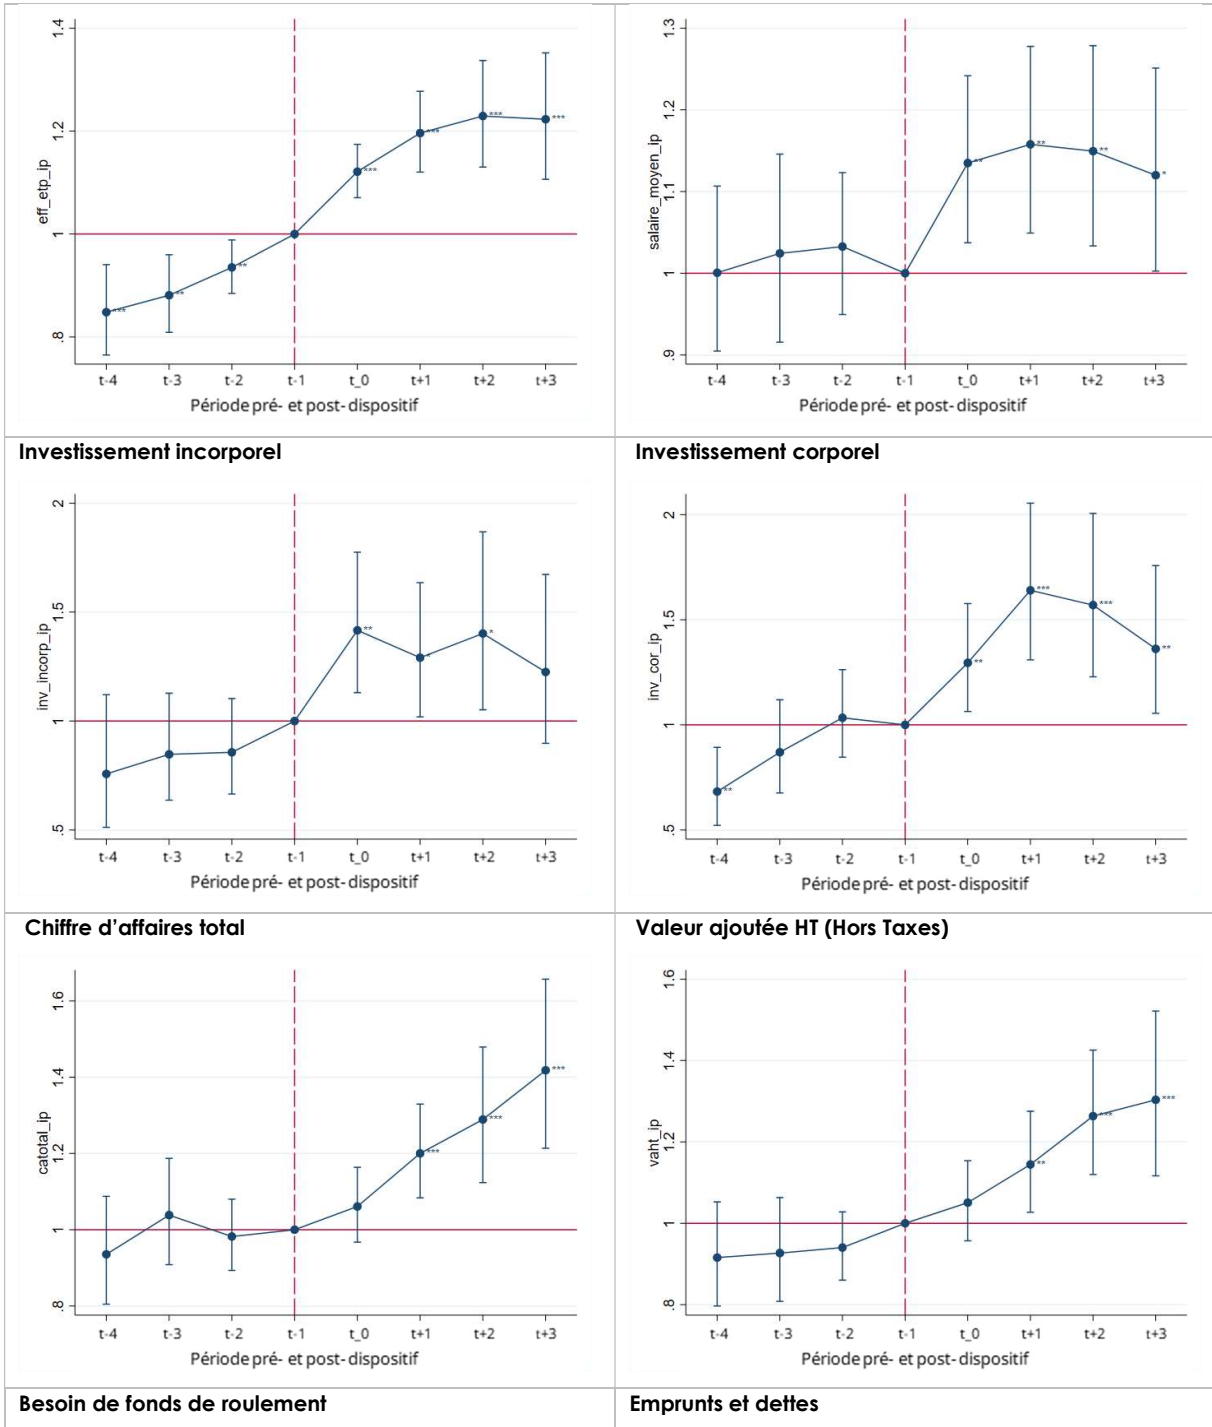 1.4
1.2
1
.8
eff_etp_ip
***
**
**
***
***
***
***
t-4 t-3 t-2 t-1 t_0 t+1 t+2 t+3
Période pré- et post-dispositif
1.3
1.2
1.1
1
.9
salaire_moyen_ip
**
**
**
*
t-4 t-3 t-2 t-1 t_0 t+1 t+2 t+3
Période pré- et post-dispositif
Investissement incorporel
2
1.5
1
.5
inv_incorp_ip
**
*
*
t-4 t-3 t-2 t-1 t_0 t+1 t+2 t+3
Période pré- et post-dispositif
Investissement corporel
2
1.5
1
.5
inv_cor_ip
**
**
***
***
**
t-4 t-3 t-2 t-1 t_0 t+1 t+2 t+3
Période pré- et post-dispositif
Chiffre d'affaires total
1.6
1.4
1.2
1
.8
catotal_ip
***
***
***
t-4 t-3 t-2 t-1 t_0 t+1 t+2 t+3
Période pré- et post-dispositif
Valeur ajoutée HT (Hors Taxes)
1.6
1.4
1.2
1
.8
vaht_ip
**
***
***
t-4 t-3 t-2 t-1 t_0 t+1 t+2 t+3
Période pré- et post-dispositif
Besoin de fonds de roulement
Emprunts et dettes